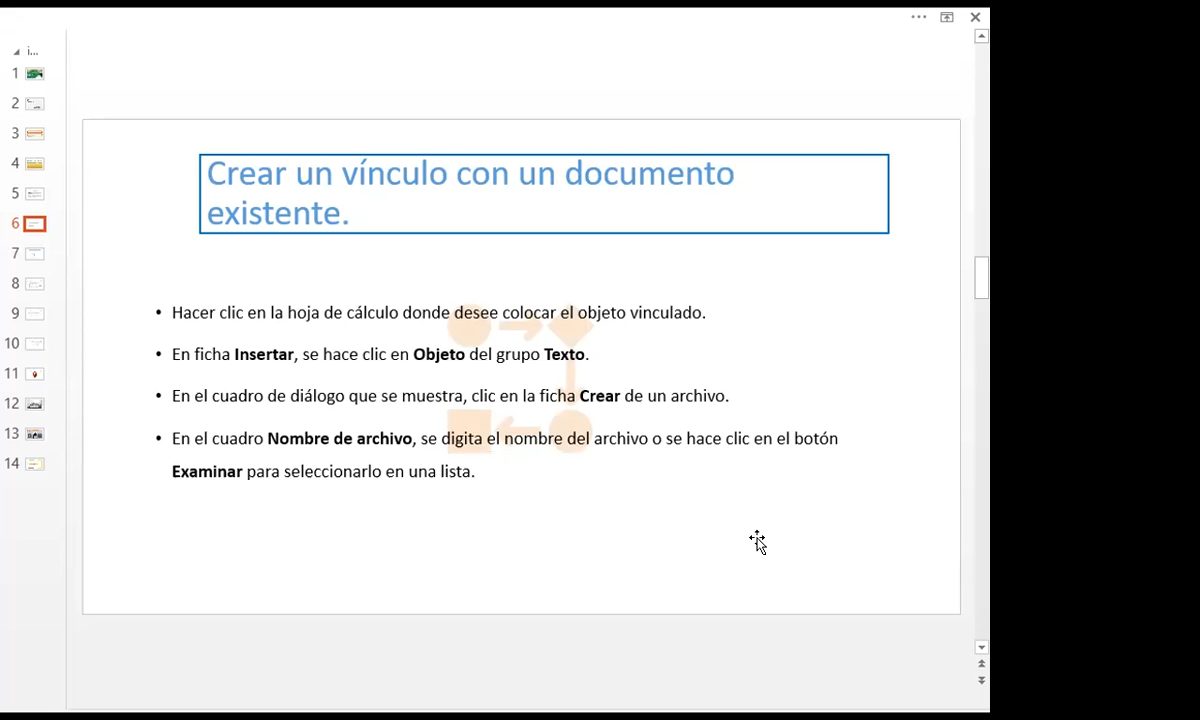 i...
1
2
3
4
5
6
7
8
9
10
11
12
13
14
Crear un vínculo con un documento
existente.
• Hacer clic en la hoja de cálculo donde desee colocar el objeto vinculado.
• En ficha Insertar, se hace clic en Objeto del grupo Texto.
• En el cuadro de diálogo que se muestra, clic en la ficha Crear de un archivo.
• En el cuadro Nombre de archivo, se digita el nombre del archivo o se hace clic en el botón
Examinar para seleccionarlo en una lista.